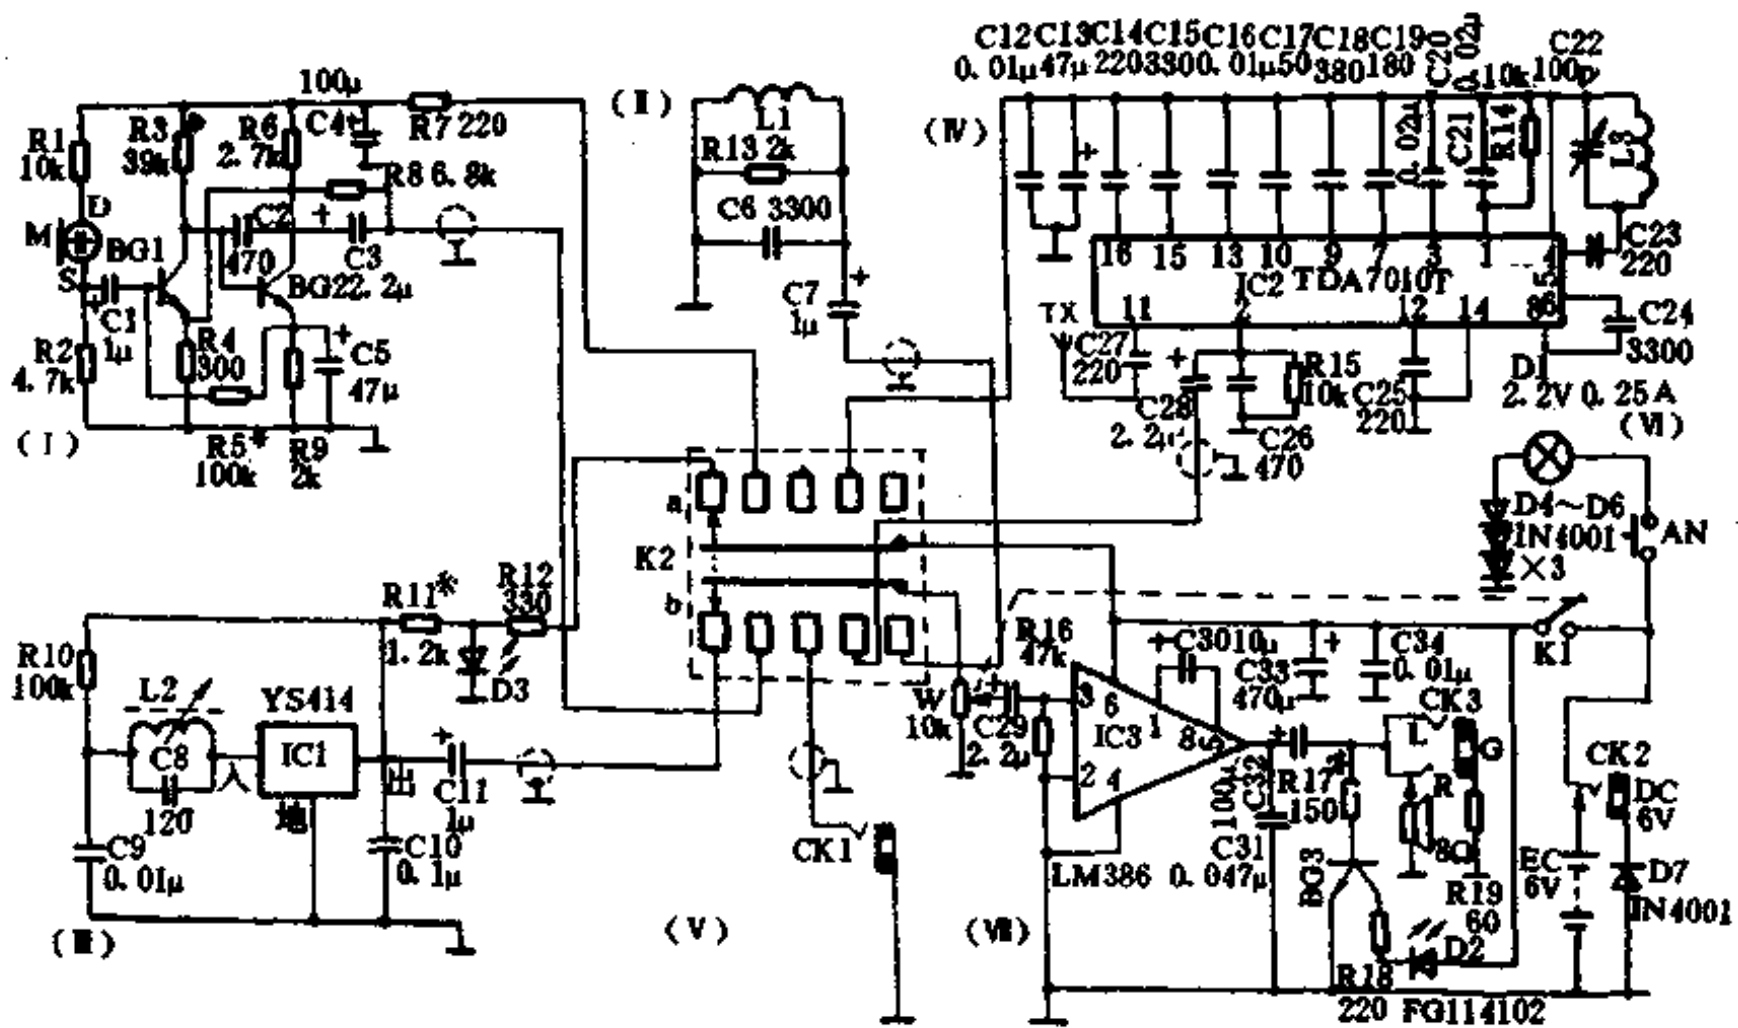 C12 C13 C14 C15 C16 C17 C18 C19 C20 0.02μ C22
0.01μ 47μ 220 3300 0.01μ 50 380 180 10k 100p
100μ
(Ⅱ)
L1
(Ⅳ)
0.02μ C21 R14 L3
R1 10k
R3* 39k
R6 2.7k
C4
R7 220
R8 6.8k
R13 2k
M D S
BG1
C2 470
C3 2.2μ
BG2
C6 3300
16 15 13 10 9 7 3 1 4
C23 220
IC2 TDA7010T
5
6
11 2 12 14 8
C1 1μ
R4 300
C5 47μ
R2 4.7k
C7 1μ
TX
C27 220
C24 3300
R15 10k
C25 220
D1
2.2V 0.25A
(Ⅰ)
R5* 100k
R9 2k
C28 2.2μ
C26 470
(Ⅵ)
a
K2
b
D4～D6
IN4001
×3
AN
R11* 1.2k
R12 330
D3
R10 100k
L2
YS414
C8 120
IC1
入
出
地
C11 1μ
C9 0.01μ
C10 0.1μ
(Ⅲ)
R16 47k
C30 10μ
C33 470μ
C34 0.01μ
K1
W 10k
C29 2.2μ
3 6 1 8 5
IC3
2 4
CK3
L
G
R
CK2
DC 6V
C32 100μ
R17* 150
8Ω
CK1
LM386
C31 0.047μ
BG3
R19 60
EC 6V
D7
IN4001
(Ⅴ)
(Ⅶ)
R18 220
D2
FG114102